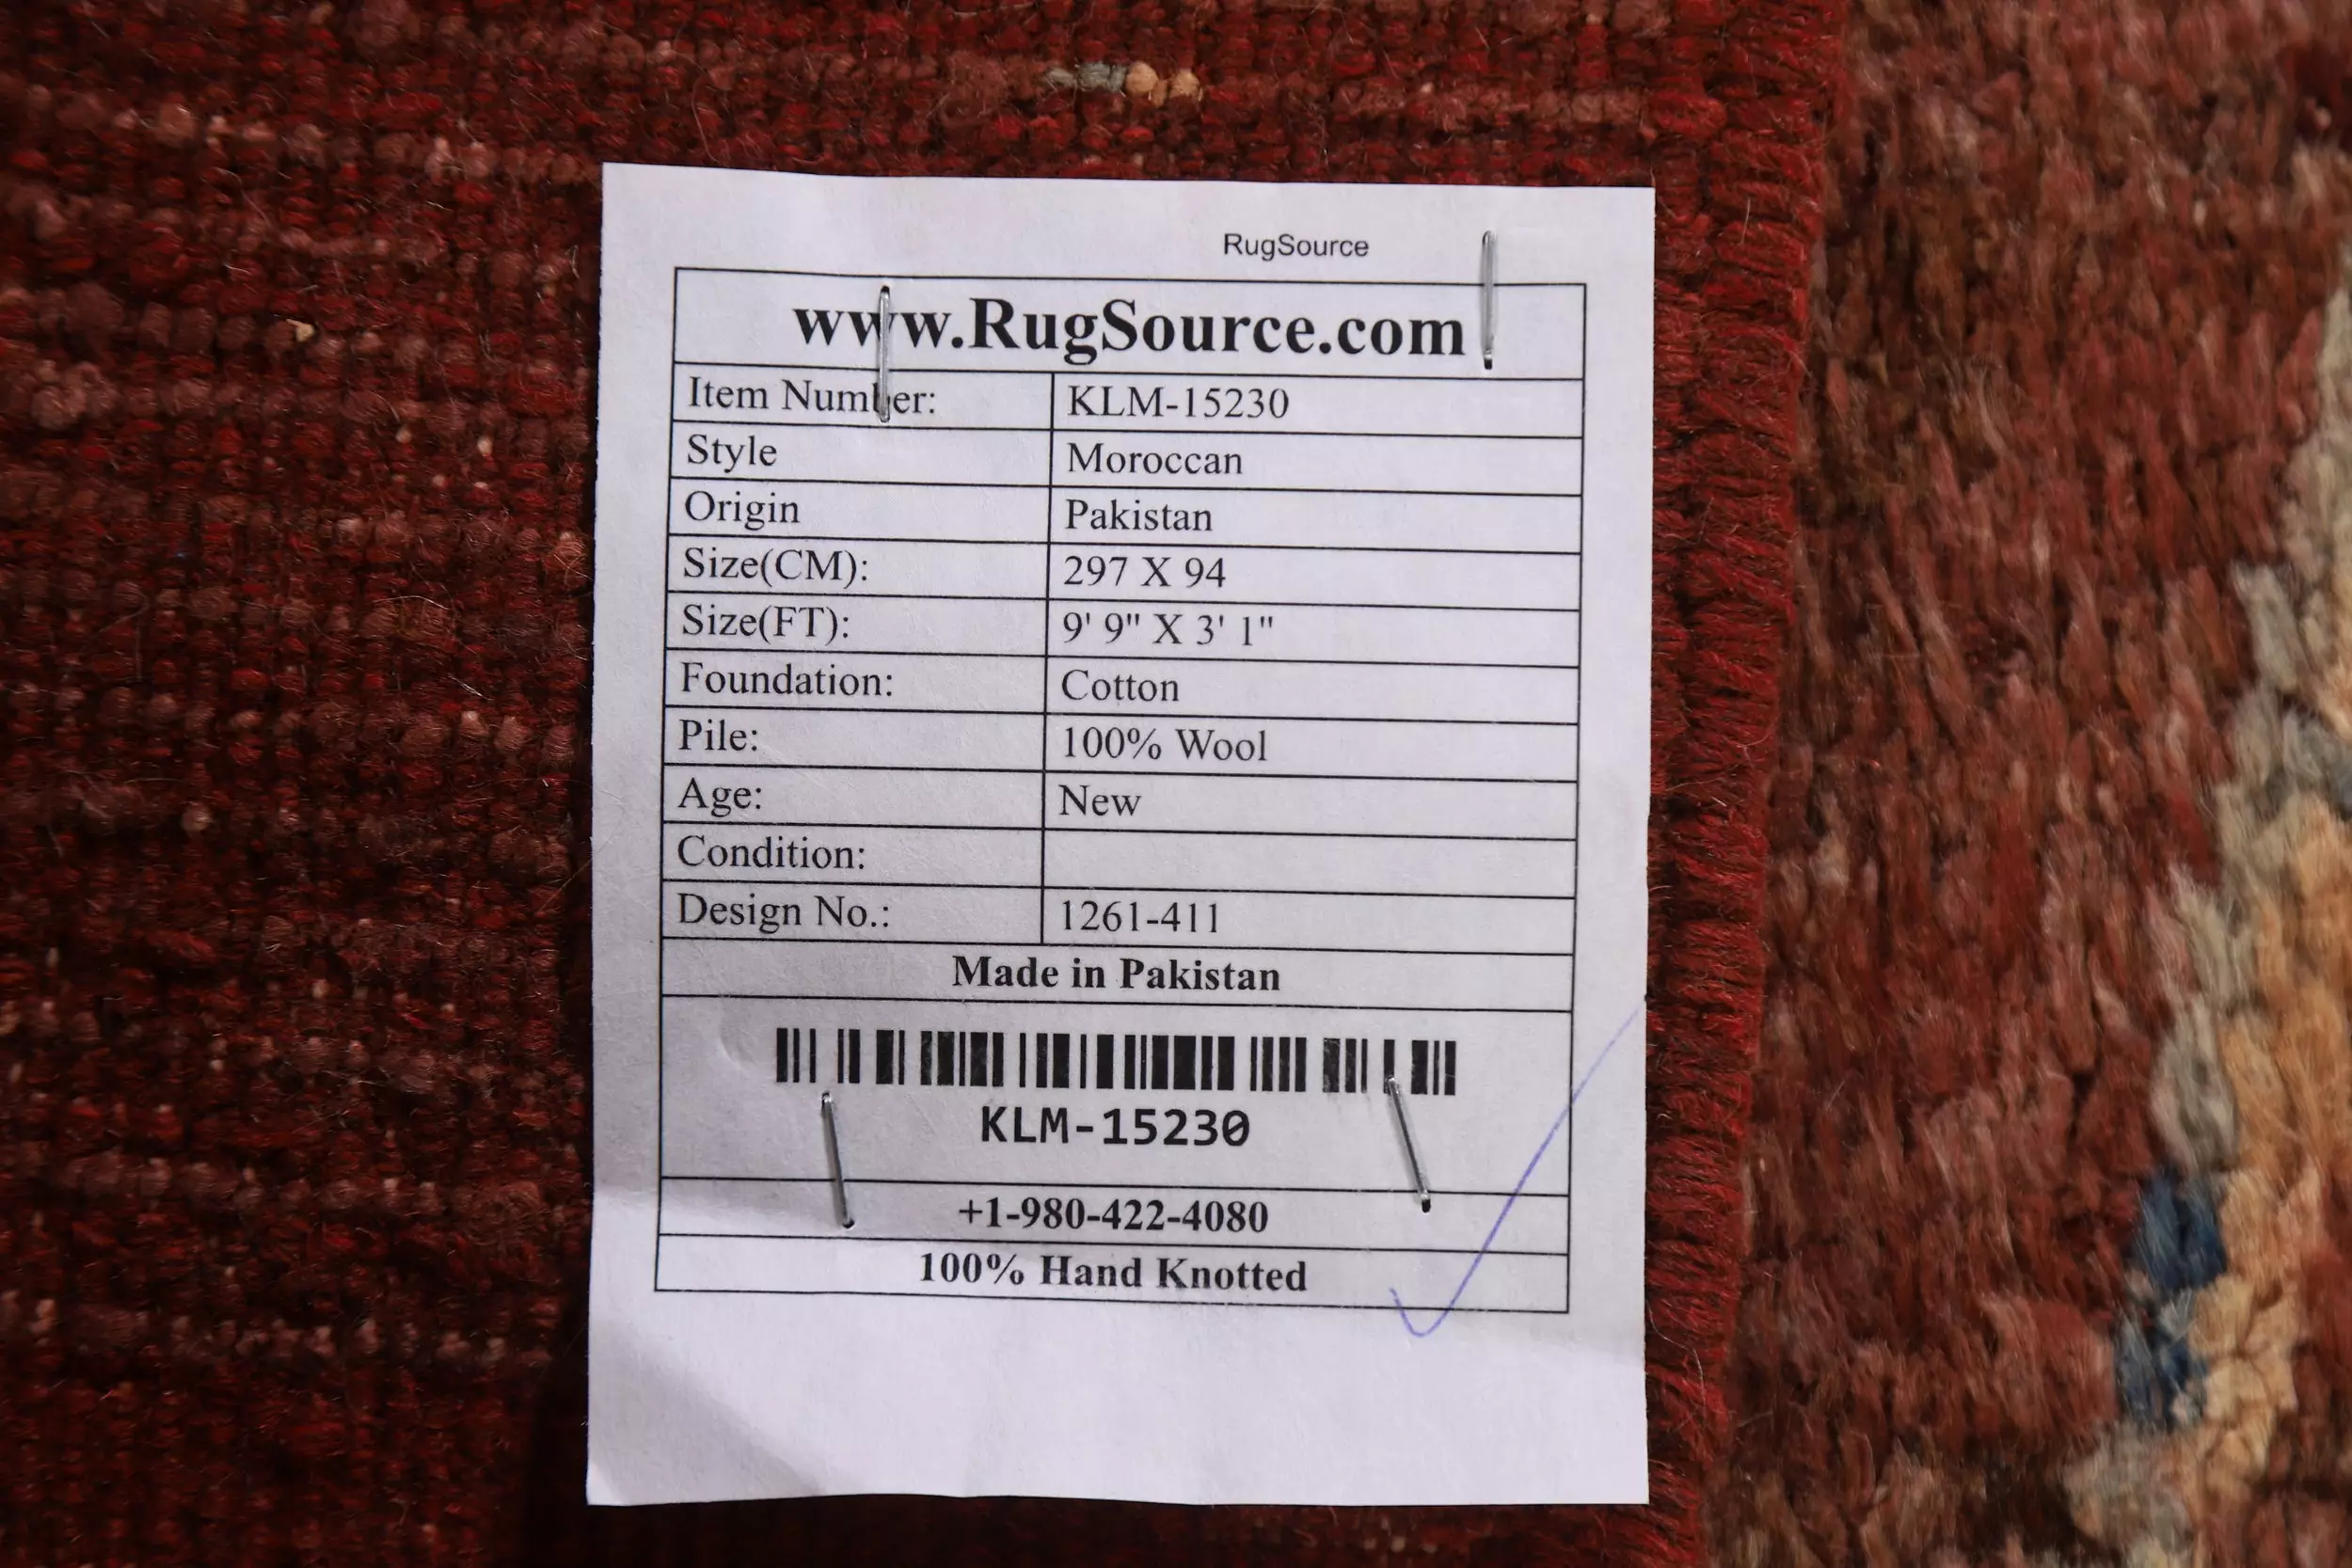 RugSource
www.RugSource.com
Item Number: KLM-15230
Style Moroccan
Origin Pakistan
Size(CM): 297 X 94
Size(FT): 9' 9" X 3' 1"
Foundation: Cotton
Pile: 100% Wool
Age: New
Condition:
Design No.: 1261-411
Made in Pakistan
KLM-15230
+1-980-422-4080
100% Hand Knotted